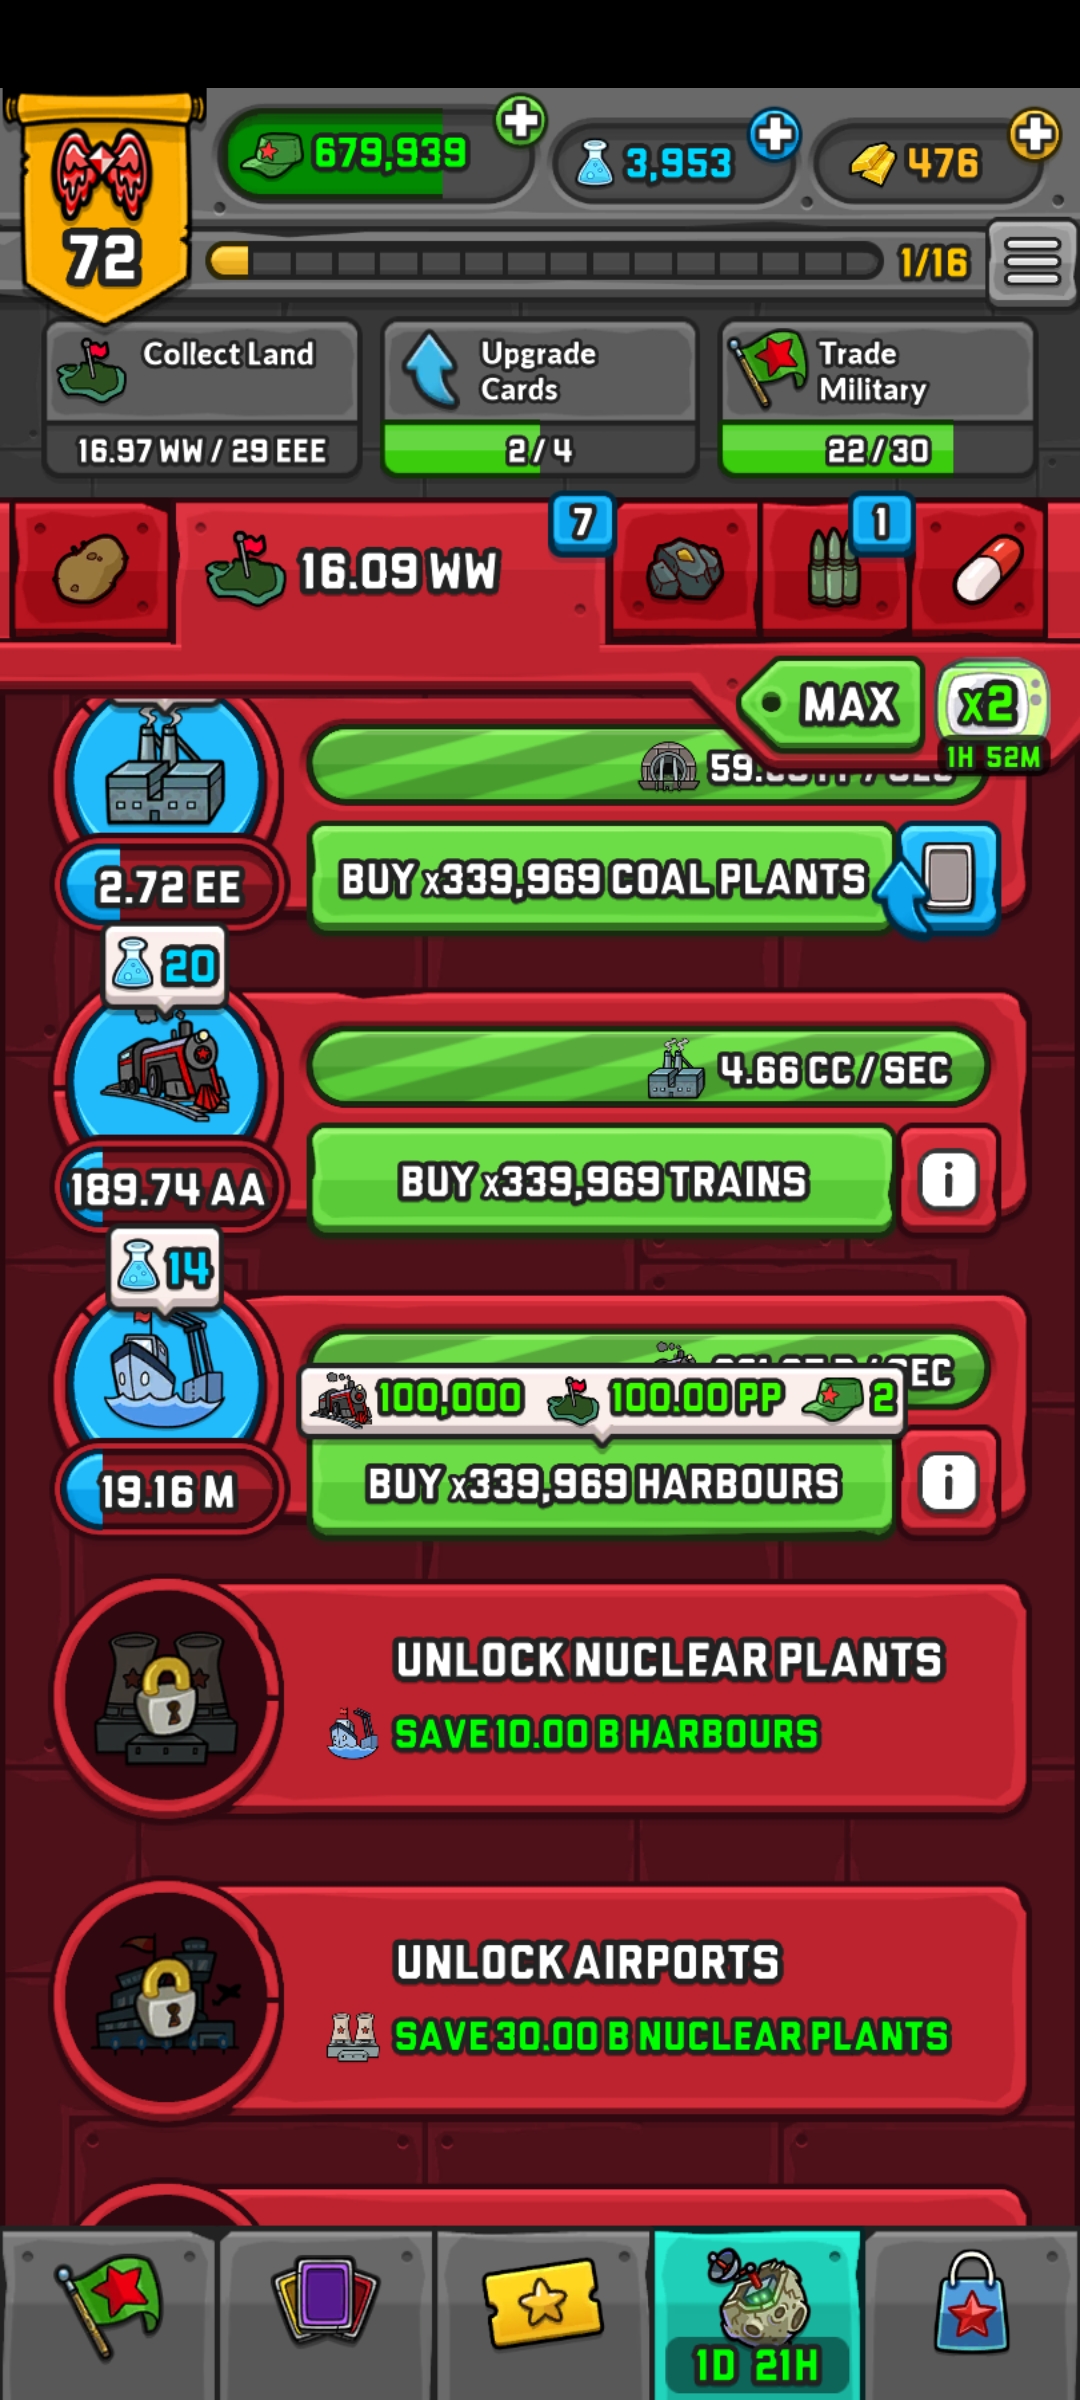 679,939
3,953
476
72
1/16
Collect Land
16.97 WW / 29 EEE
Upgrade
Cards
2/4
Trade
Military
22/30
16.09 WW
7
1
MAX
x2
1H 52M
59.
2.72 EE
BUY x339,969 COAL PLANTS
20
4.66 CC / SEC
189.74 AA
BUY x339,969 TRAINS
i
14
EC
100,000 100.00 PP 2
19.16 M
BUY x339,969 HARBOURS
i
UNLOCK NUCLEAR PLANTS
SAVE 10.00 B HARBOURS
UNLOCK AIRPORTS
SAVE 30.00 B NUCLEAR PLANTS
1D 21H